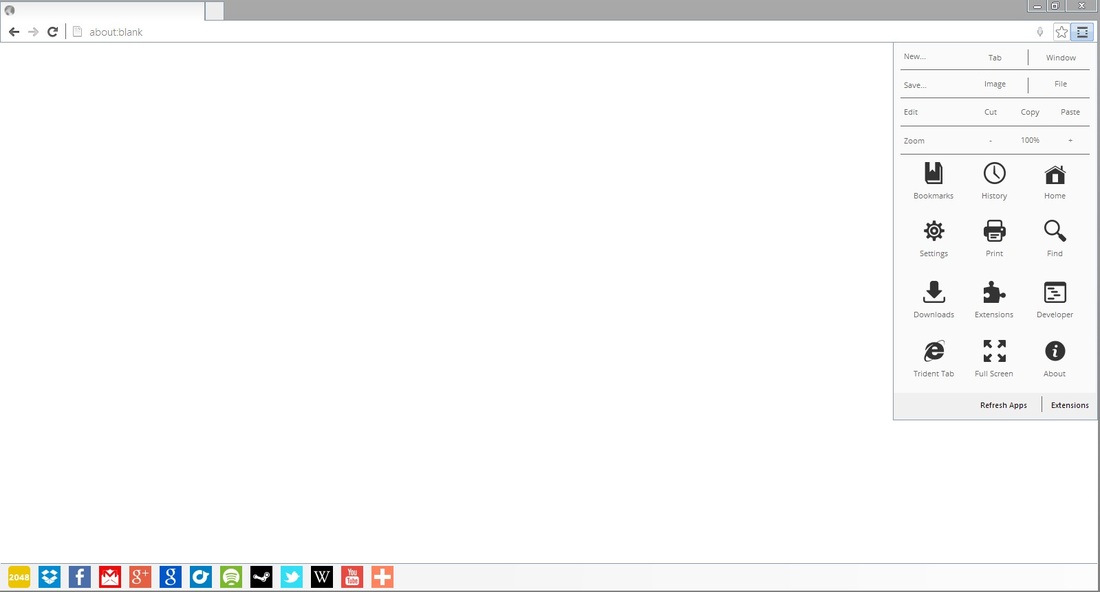 about:blank
New... Tab Window
Save... Image File
Edit Cut Copy Paste
Zoom - 100% +
Bookmarks History Home
Settings Print Find
Downloads Extensions Developer
Trident Tab Full Screen About
Refresh Apps Extensions
2048 f g+ g W You Tube